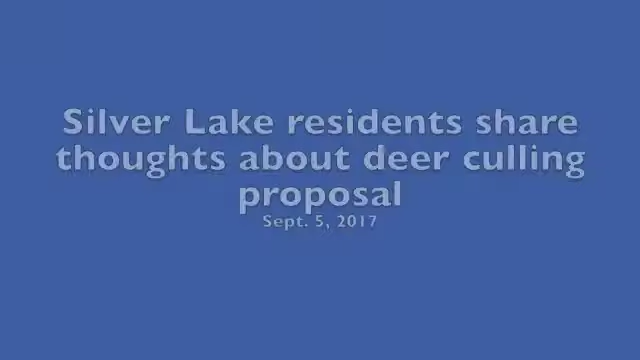 Silver Lake residents share
thoughts about deer culling
proposal
Sept. 5, 2017